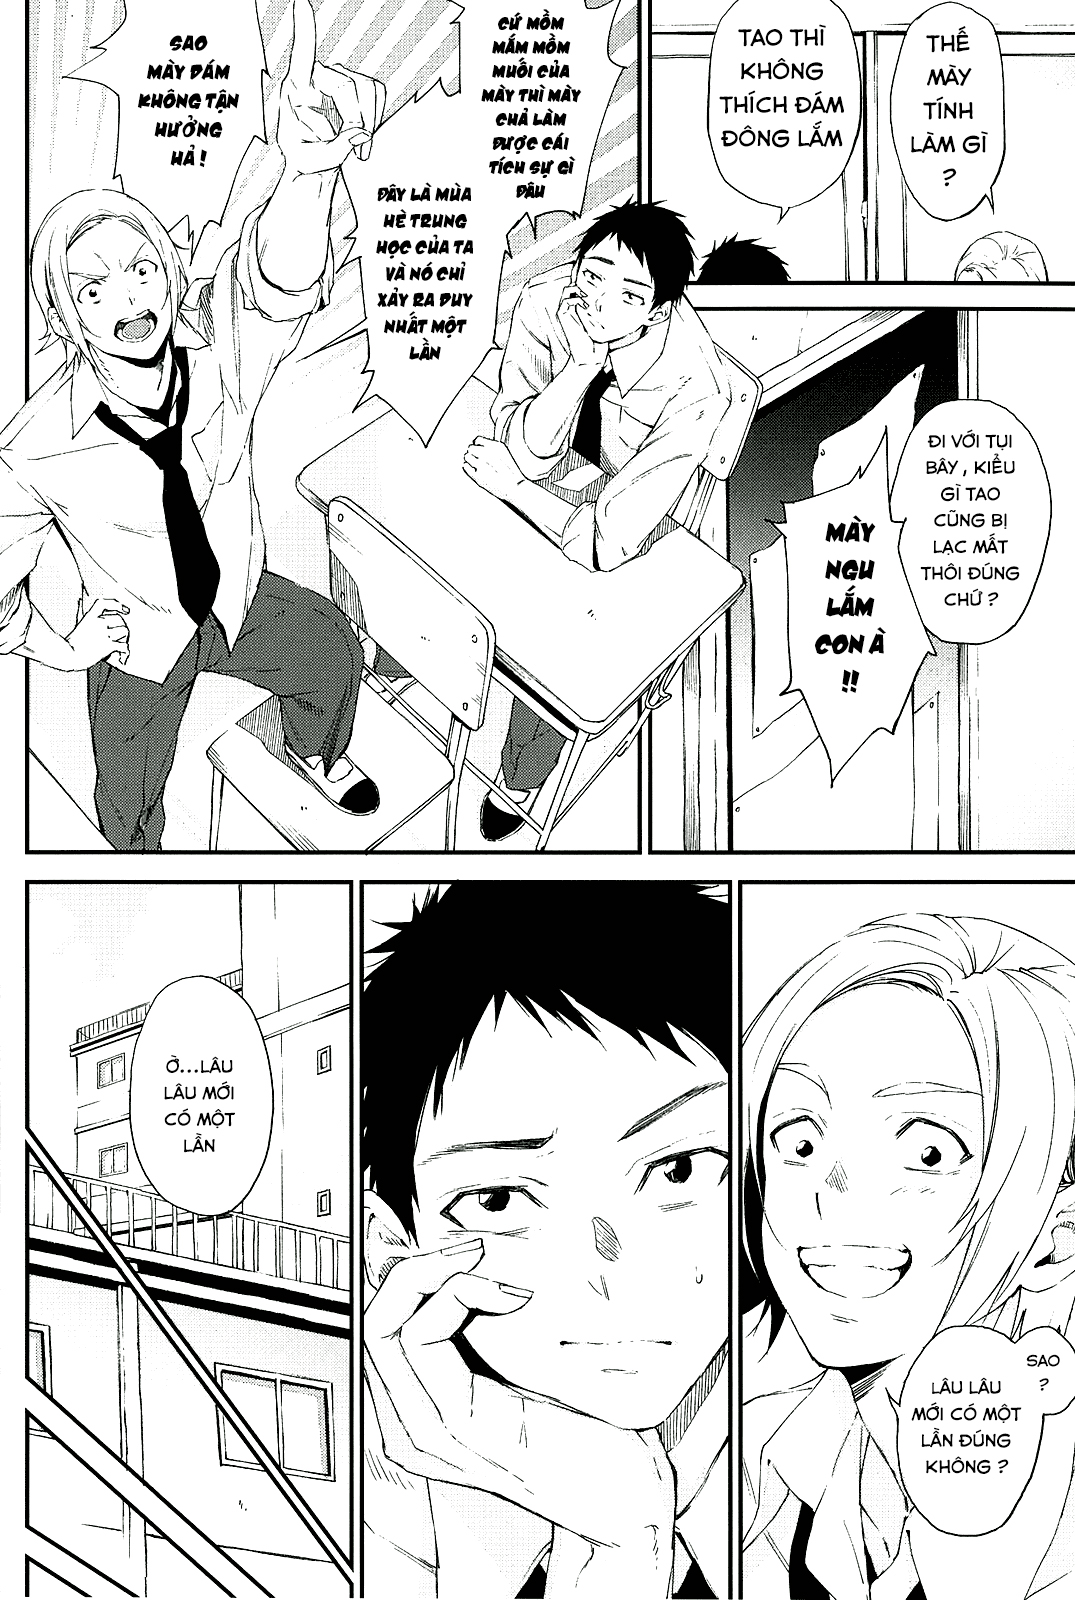 THẾ
MÀY
TÍNH
LÀM GÌ
?
TAO THÌ
KHÔNG
THÍCH ĐÁM
ĐÔNG LẮM
ĐI VỚI TỤI
BÂY , KIỂU
GÌ TAO
CŨNG BỊ
LẠC MẤT
THÔI ĐÚNG
CHỨ ?
MÀY
NGU
LẮM
CON À
!!
CỨ MỒM
MẮM MỒM
MUỐI CỦA
MÀY THÌ MÀY
CHẢ LÀM
ĐƯỢC CÁI
TÍCH SỰ GÌ
ĐÂU
ĐÂY LÀ MÙA
HÈ TRUNG
HỌC CỦA TA
VÀ NÓ CHỈ
XẢY RA DUY
NHẤT MỘT
LẦN
SAO
MÀY DÁM
KHÔNG TẬN
HƯỞNG
HẢ !
SAO
?
LÂU LÂU
MỚI CÓ MỘT
LẦN ĐÚNG
KHÔNG ?
Ờ...LÂU
LÂU MỚI
CÓ MỘT
LẦN